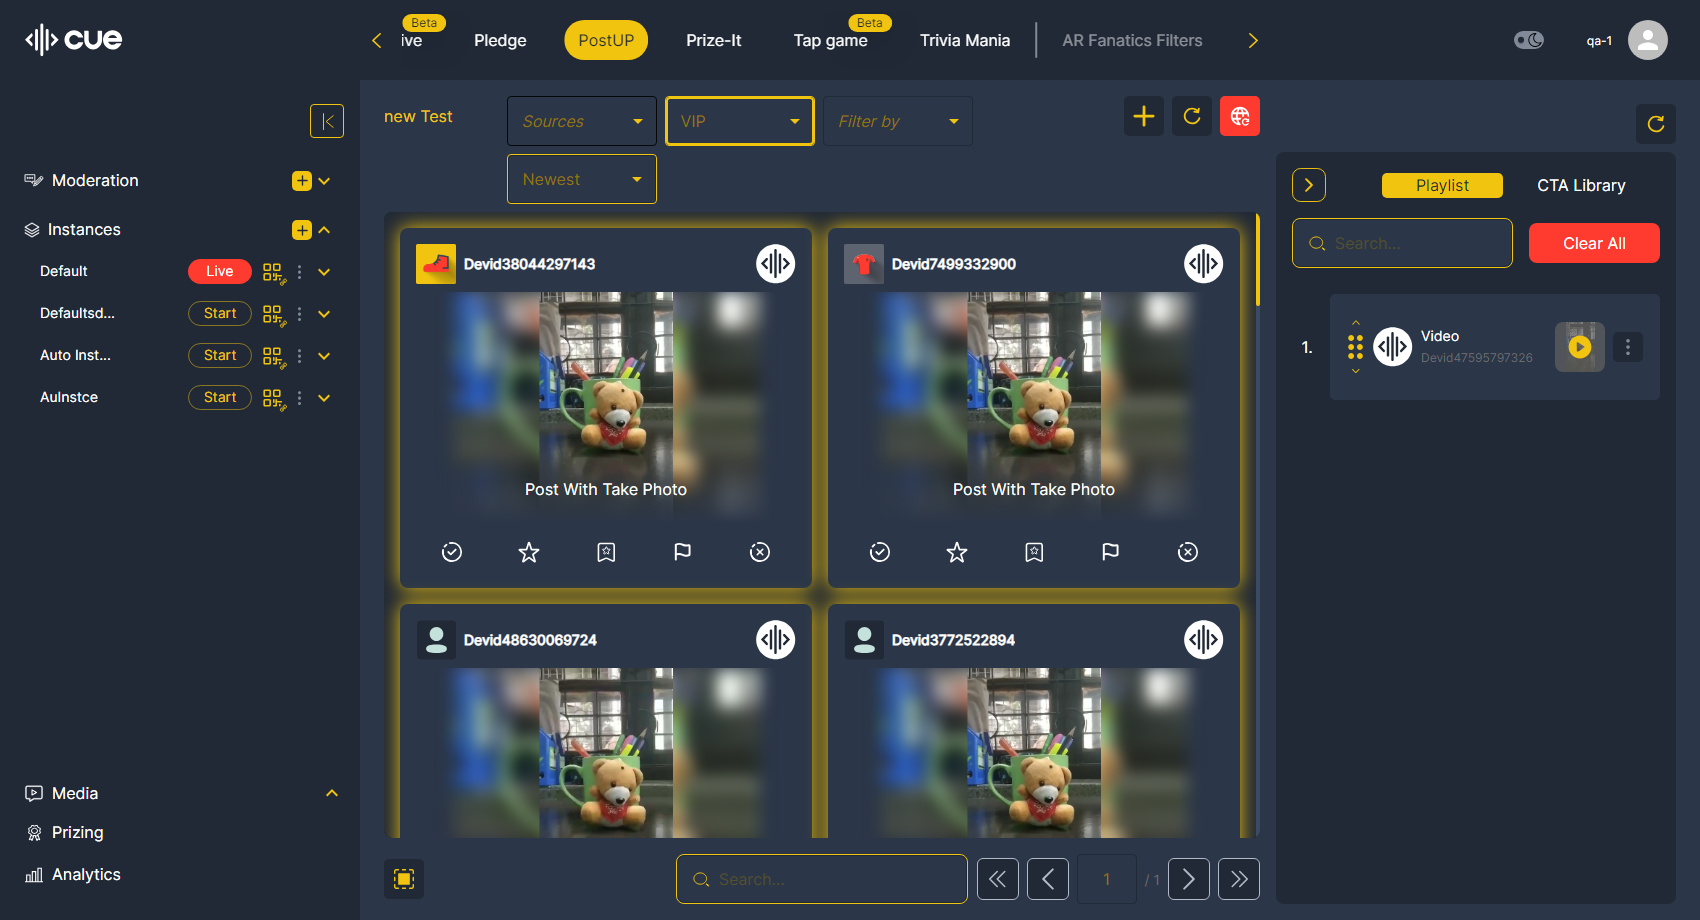 cue
Beta
ive
Pledge
PostUP
Prize-It
Beta
Tap game
Trivia Mania
AR Fanatics Filters
qa-1
Moderation
Instances
Default
Live
Defaultsd...
Start
Auto Inst...
Start
AuInstce
Start
Media
Prizing
Analytics
new Test
Sources
VIP
Filter by
Newest
Devid38044297143
Post With Take Photo
Devid7499332900
Post With Take Photo
Devid48630069724
Devid3772522894
Search...
1
/ 1
Playlist
CTA Library
Search...
Clear All
1.
Video
Devid47595797326